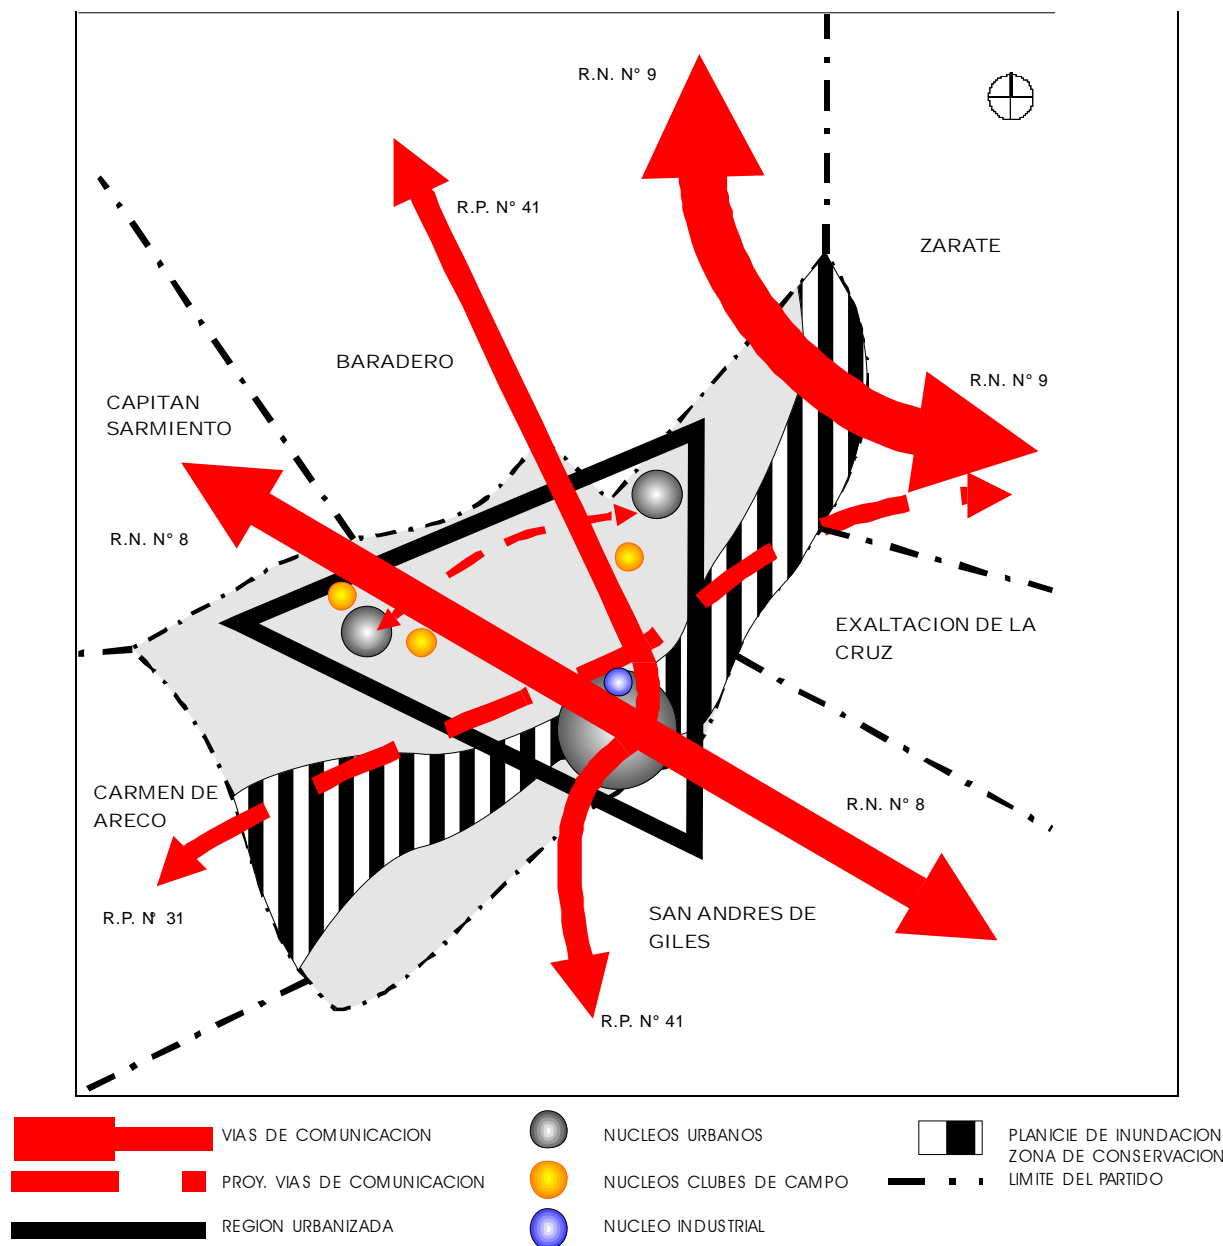 R.N. N° 9
R.P. N° 41
ZARATE
BARADERO
R.N. N° 9
CAPITAN
SARMIENTO
R.N. N° 8
EXALTACION DE LA
CRUZ
CARMEN DE
ARECO
R.N. N° 8
R.P. N° 31
SAN ANDRES DE
GILES
R.P. N° 41
VIAS DE COMUNICACION
NUCLEOS URBANOS
PLANICIE DE INUNDACION
ZONA DE CONSERVACION
PROY. VIAS DE COMUNICACION
NUCLEOS CLUBES DE CAMPO
LIMITE DEL PARTIDO
REGION URBANIZADA
NUCLEO INDUSTRIAL